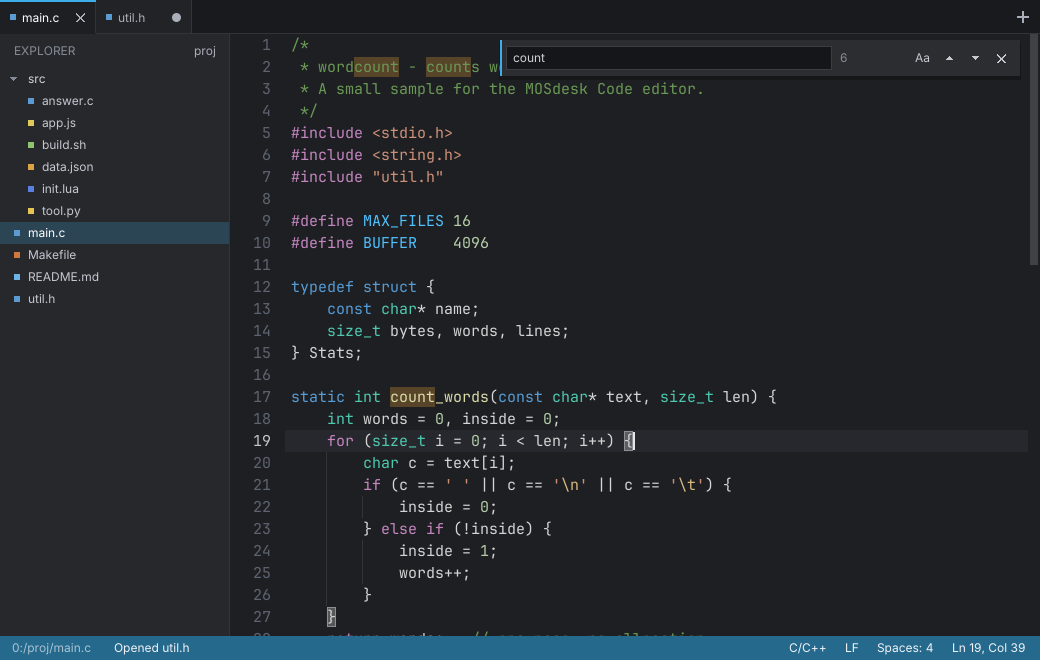 main.c
util.h
EXPLORER proj
src
answer.c
app.js
build.sh
data.json
init.lua
tool.py
main.c
Makefile
README.md
util.h
count 6 Aa
1 /*
2  * wordcount - counts w
3  * A small sample for the MOSdesk Code editor.
4  */
5 #include <stdio.h>
6 #include <string.h>
7 #include "util.h"
8
9 #define MAX_FILES 16
10 #define BUFFER    4096
11
12 typedef struct {
13     const char* name;
14     size_t bytes, words, lines;
15 } Stats;
16
17 static int count_words(const char* text, size_t len) {
18     int words = 0, inside = 0;
19     for (size_t i = 0; i < len; i++) {
20         char c = text[i];
21         if (c == ' ' || c == '\n' || c == '\t') {
22             inside = 0;
23         } else if (!inside) {
24             inside = 1;
25             words++;
26         }
27     }
0:/proj/main.c Opened util.h C/C++ LF Spaces: 4 Ln 19, Col 39